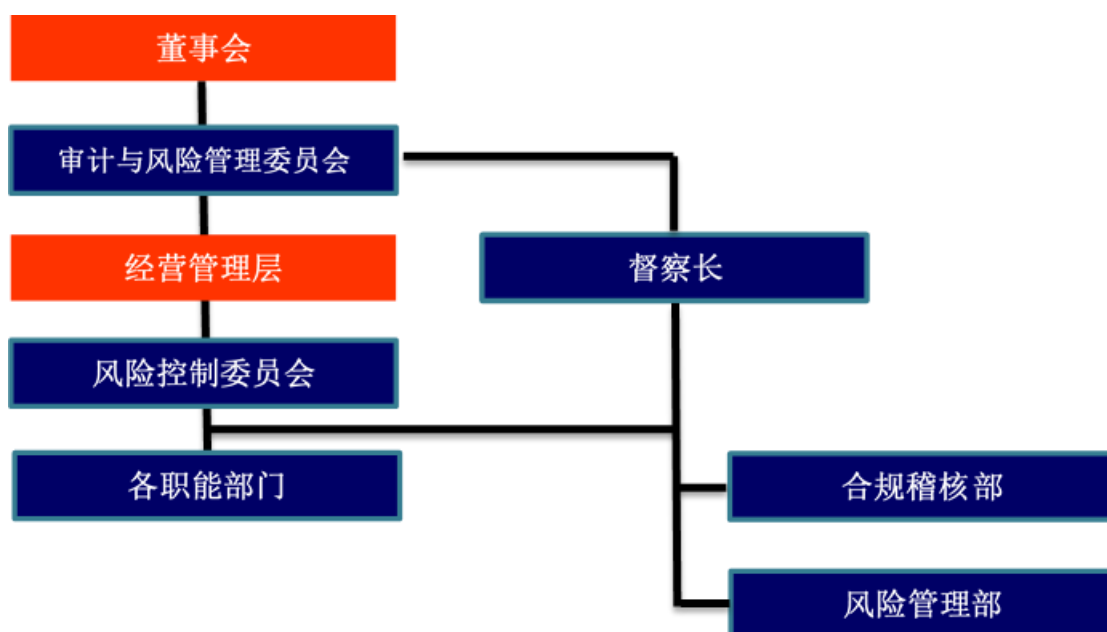 董事会
审计与风险管理委员会
经营管理层
督察长
风险控制委员会
各职能部门
合规稽核部
风险管理部